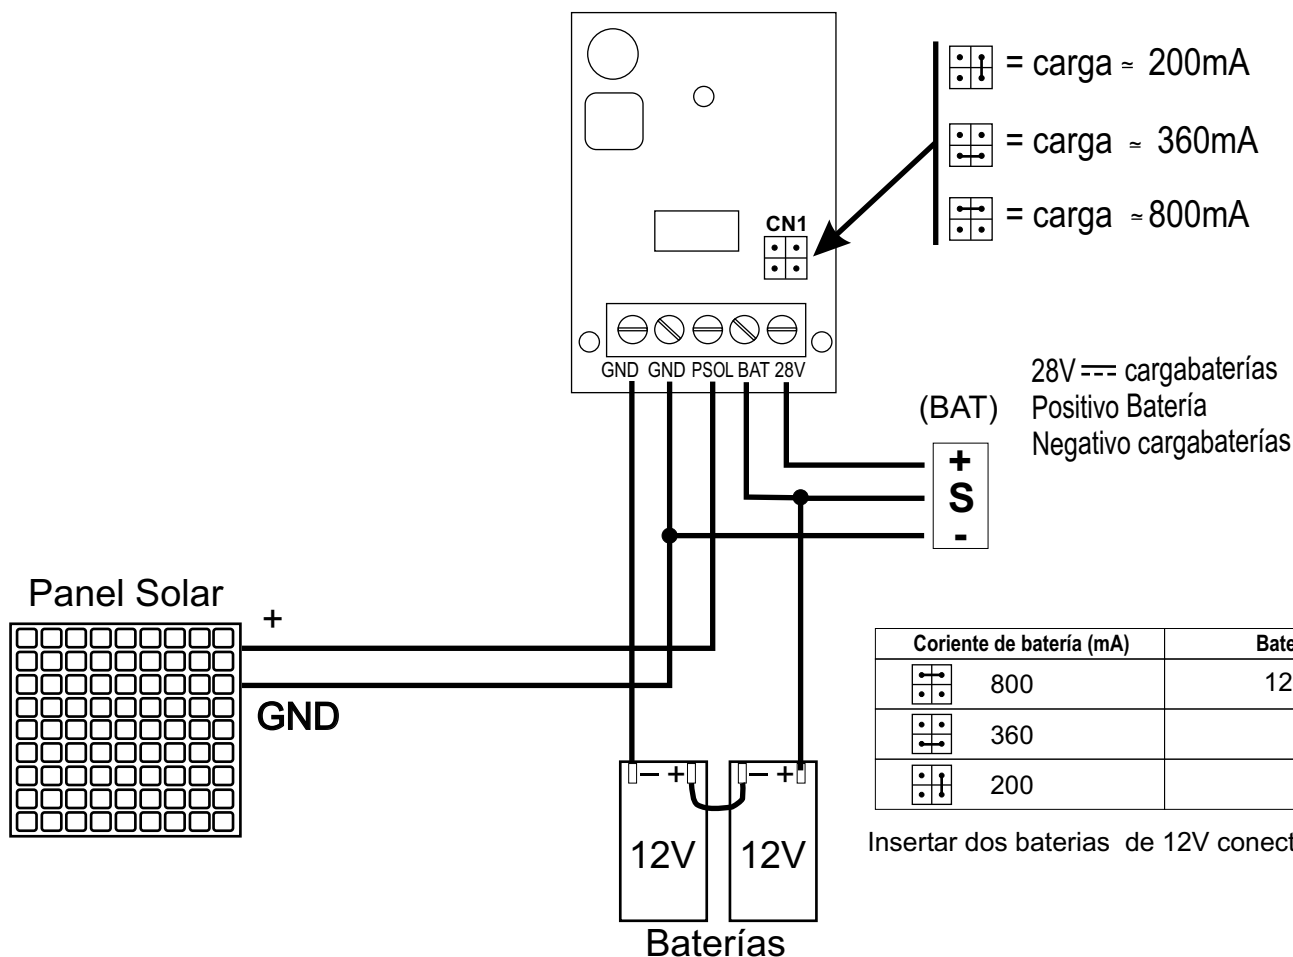 = carga ≃ 200mA
= carga ≃ 360mA
= carga ≃800mA
CN1
GND GND PSOL BAT 28V
(BAT)
28V cargabaterías
Positivo Batería
Negativo cargabaterías
+
S
-
Panel Solar
+
GND
Coriente de batería (mA) Bate
800 12
360
200
Insertar dos baterias de 12V conect
– + – +
12V 12V
Baterías